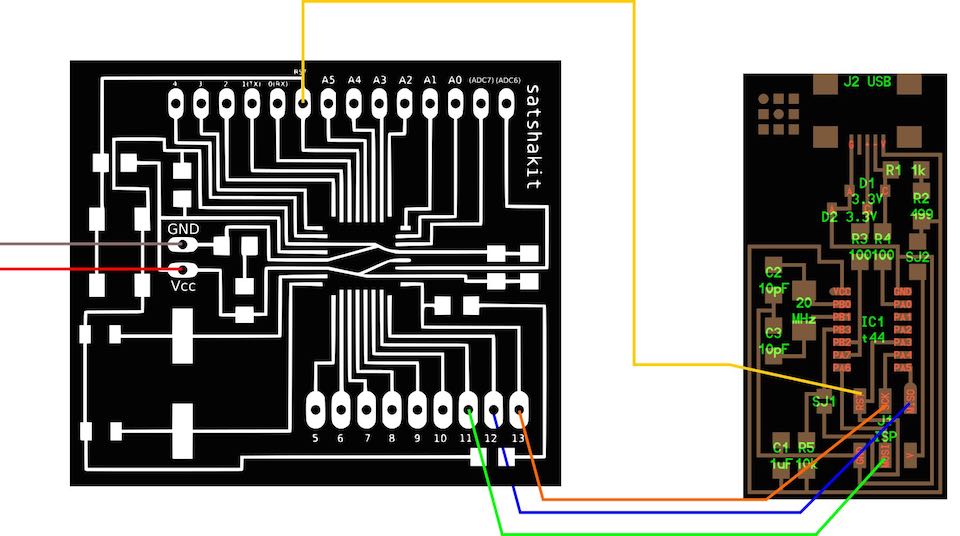 RST
4 3 2 1(TX) 0(RX) A5 A4 A3 A2 A1 A0 (ADC7) (ADC6)
satshakit
GND
Vcc
5 6 7 8 9 10 11 12 13
J2 USB
G - + V
R1 1k
D1
3.3V
A C
R2
499
D2 3.3V
A
R3 R4
100 100
SJ2
C2
10pF
20
MHz
C3
10pF
VCC
PB0
PB1
PB3
PB2
PA7
PA6
IC1
t44
GND
PA0
PA1
PA2
PA3
PA4
PA5
SJ1
RST SCK MISO
J1
ISP
C1
1uF
R5
10k
GND MOSI V